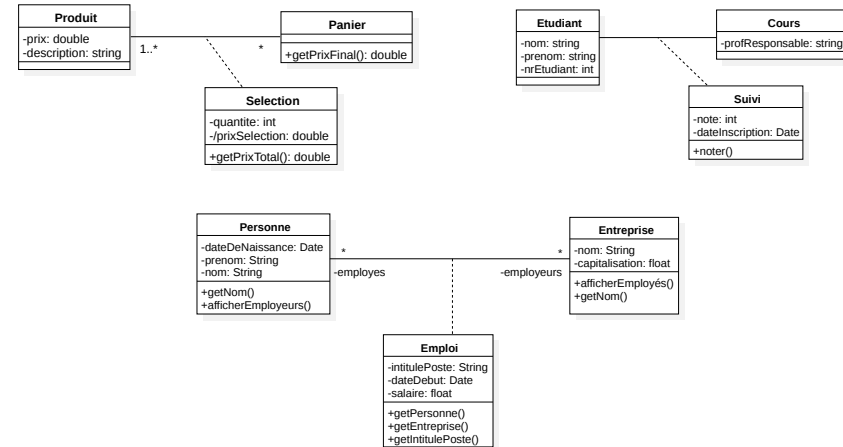 Produit
-prix: double
-description: string
1..*
*
Panier
+getPrixFinal(): double
Selection
-quantite: int
-/prixSelection: double
+getPrixTotal(): double
Etudiant
-nom: string
-prenom: string
-nrEtudiant: int
Cours
-profResponsable: string
Suivi
-note: int
-dateInscription: Date
+noter()
Personne
-dateDeNaissance: Date
-prenom: String
-nom: String
+getNom()
+afficherEmployeurs()
*
-employes
*
-employeurs
Entreprise
-nom: String
-capitalisation: float
+afficherEmployés()
+getNom()
Emploi
-intitulePoste: String
-dateDebut: Date
-salaire: float
+getPersonne()
+getEntreprise()
+getIntitulePoste()